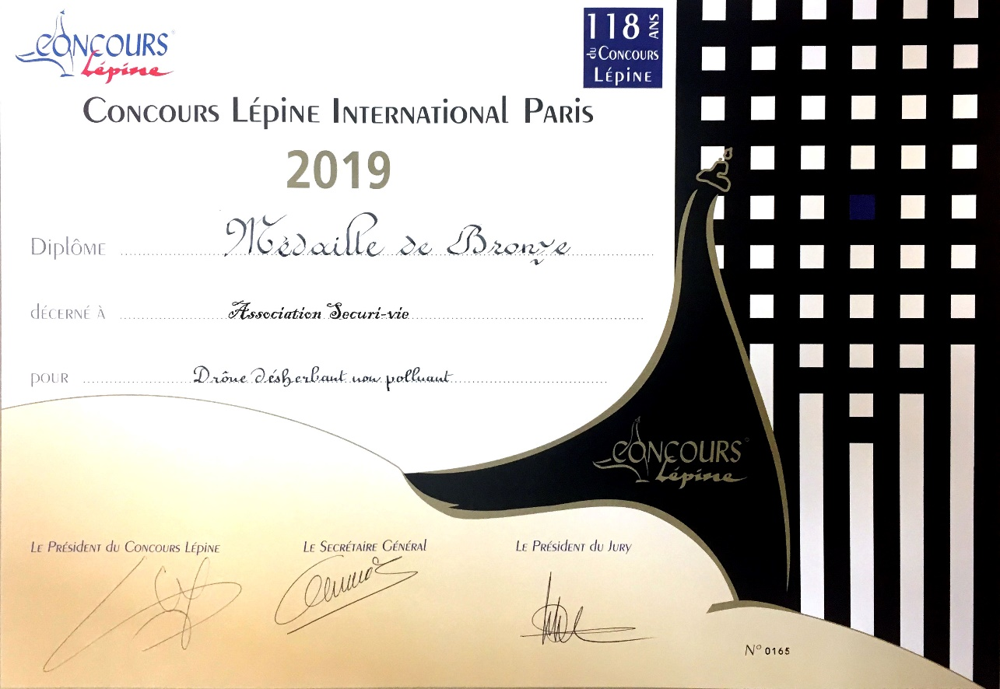 CONCOURS
Lépine
118 ANS
du CONCOURS
LÉPINE
CONCOURS LÉPINE INTERNATIONAL PARIS
2019
DIPLÔME Médaille de Bronze
DÉCERNÉ À Association Securi-vie
POUR Drône désherbant non polluant
CONCOURS
Lépine
LE PRÉSIDENT DU CONCOURS LÉPINE
LE SECRÉTAIRE GÉNÉRAL
LE PRÉSIDENT DU JURY
N° 0165